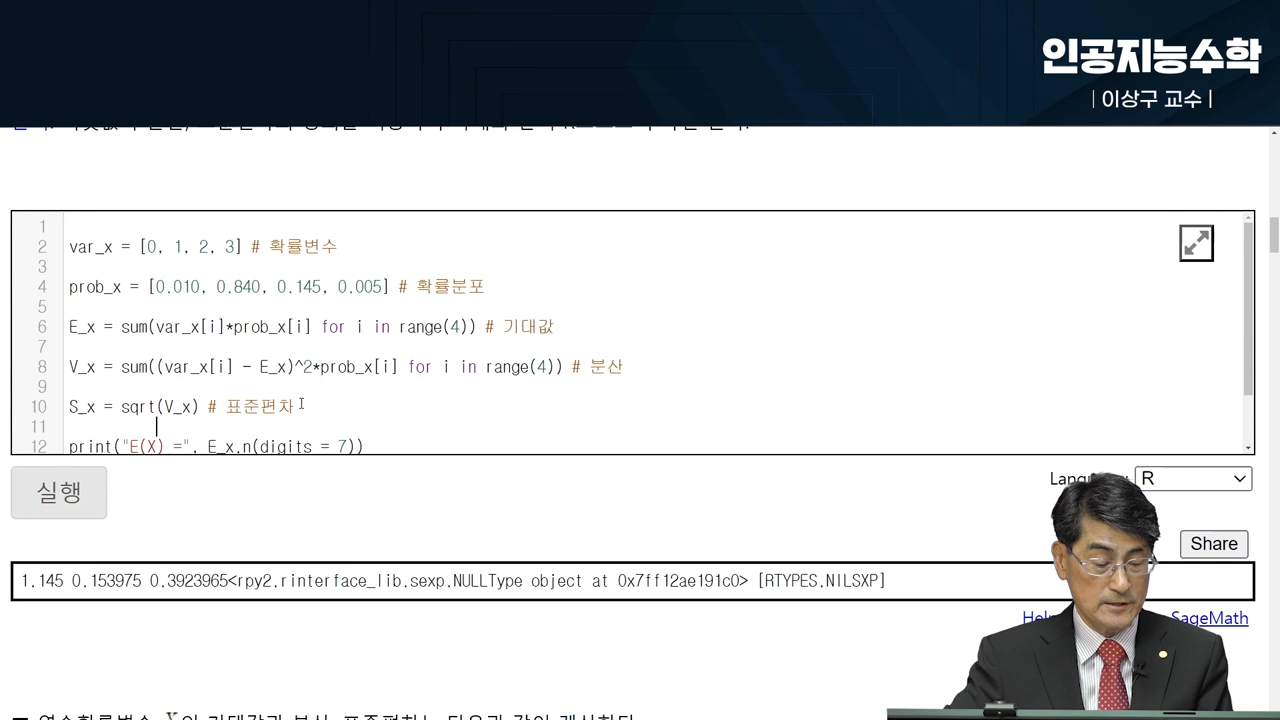 인공지능수학
| 이상구 교수 |
1
2 var_x = [0, 1, 2, 3] # 확률변수
3
4 prob_x = [0.010, 0.840, 0.145, 0.005] # 확률분포
5
6 E_x = sum(var_x[i]*prob_x[i] for i in range(4)) # 기대값
7
8 V_x = sum((var_x[i] - E_x)^2*prob_x[i] for i in range(4)) # 분산
9
10 S_x = sqrt(V_x) # 표준편차
11
12 print("E(X) =", E_x.n(digits = 7))
실행
R
Share
1.145 0.153975 0.3923965<rpy2.rinterface_lib.sexp.NULLType object at 0x7ff12ae191c0> [RTYPES.NILSXP]
SageMath